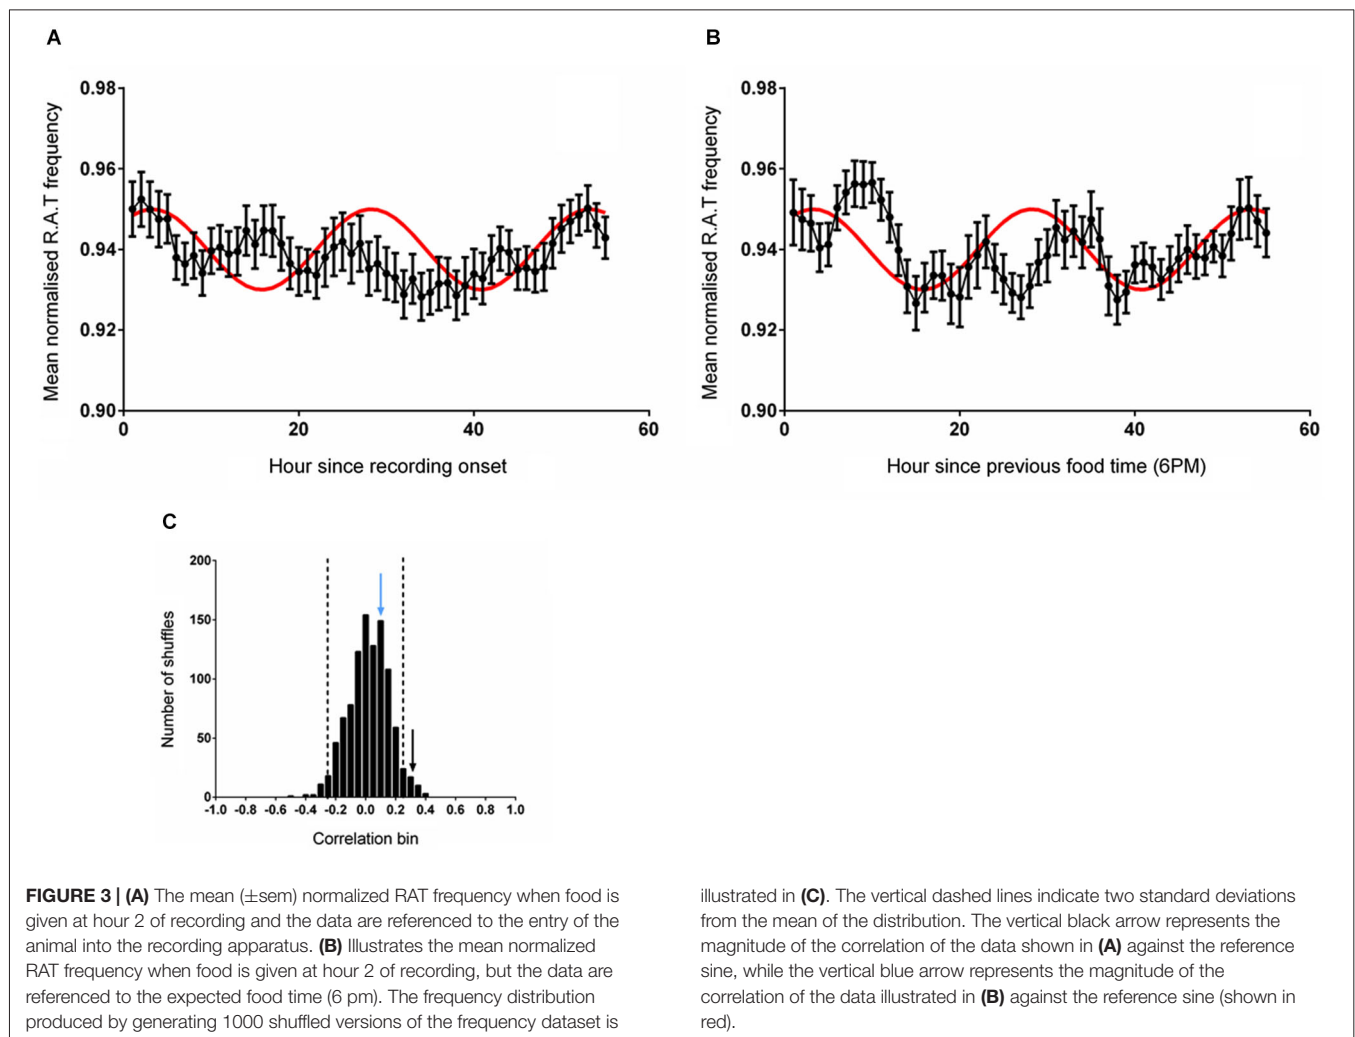 A
0.98
0.96
0.94
0.92
0.90
Mean normalised R.A.T frequency
0 20 40 60
Hour since recording onset
B
0.98
0.96
0.94
0.92
0.90
Mean normalised R.A.T frequency
0 20 40 60
Hour since previous food time (6PM)
C
200
150
100
50
0
Number of shuffles
-1.0 -0.8 -0.6 -0.4 -0.2 0.0 0.2 0.4 0.6 0.8 1.0
Correlation bin
FIGURE 3 | (A) The mean (±sem) normalized RAT frequency when food is
given at hour 2 of recording and the data are referenced to the entry of the
animal into the recording apparatus. (B) Illustrates the mean normalized
RAT frequency when food is given at hour 2 of recording, but the data are
referenced to the expected food time (6 pm). The frequency distribution
produced by generating 1000 shuffled versions of the frequency dataset is
illustrated in (C). The vertical dashed lines indicate two standard deviations
from the mean of the distribution. The vertical black arrow represents the
magnitude of the correlation of the data shown in (A) against the reference
sine, while the vertical blue arrow represents the magnitude of the
correlation of the data illustrated in (B) against the reference sine (shown in
red).